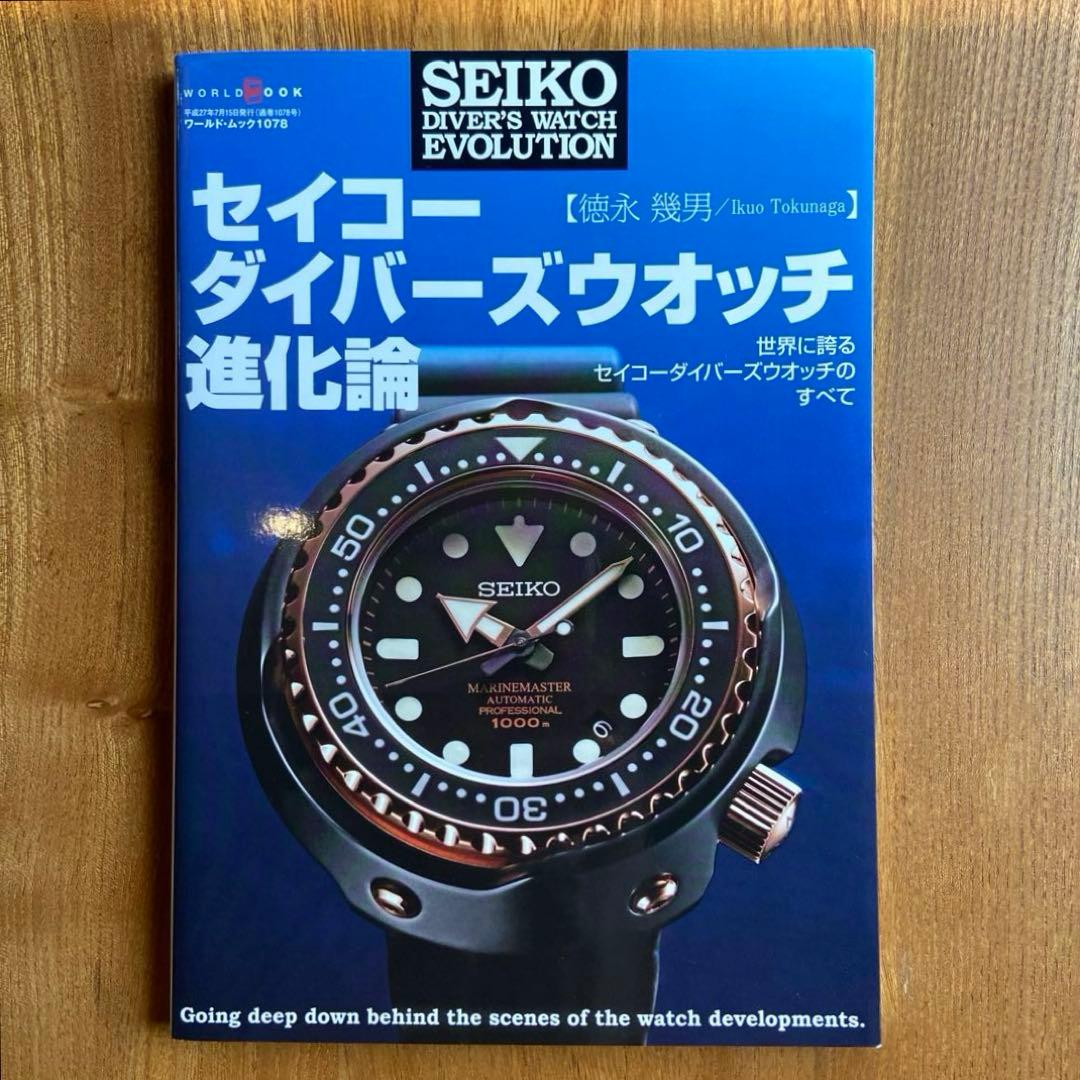 WORLD MOOK
平成27年7月15日発行(通巻1078号)
ワールド・ムック1078
SEIKO
DIVER'S WATCH
EVOLUTION
セイコー
【徳永 幾男/Ikuo Tokunaga】
ダイバーズウオッチ
進化論
世界に誇る
セイコーダイバーズウオッチの
すべて
10
20
30
40
50
SEIKO
MARINEMASTER
AUTOMATIC
PROFESSIONAL
1000m
Going deep down behind the scenes of the watch developments.